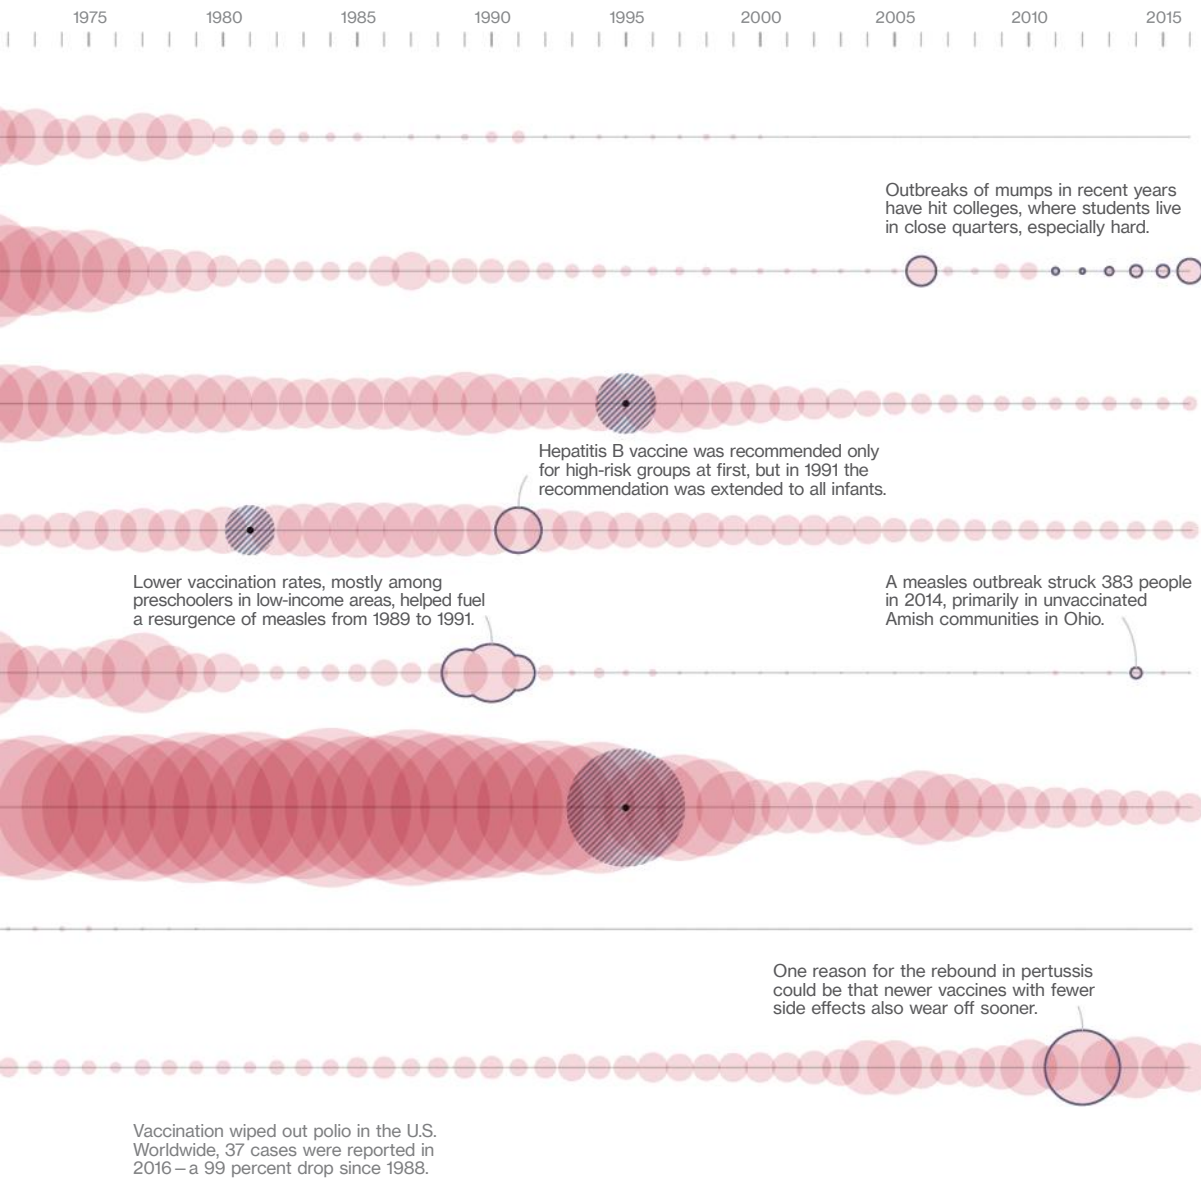 1975 1980 1985 1990 1995 2000 2005 2010 2015
Outbreaks of mumps in recent years
have hit colleges, where students live
in close quarters, especially hard.
Hepatitis B vaccine was recommended only
for high-risk groups at first, but in 1991 the
recommendation was extended to all infants.
Lower vaccination rates, mostly among
preschoolers in low-income areas, helped fuel
a resurgence of measles from 1989 to 1991.
A measles outbreak struck 383 people
in 2014, primarily in unvaccinated
Amish communities in Ohio.
One reason for the rebound in pertussis
could be that newer vaccines with fewer
side effects also wear off sooner.
Vaccination wiped out polio in the U.S.
Worldwide, 37 cases were reported in
2016—a 99 percent drop since 1988.